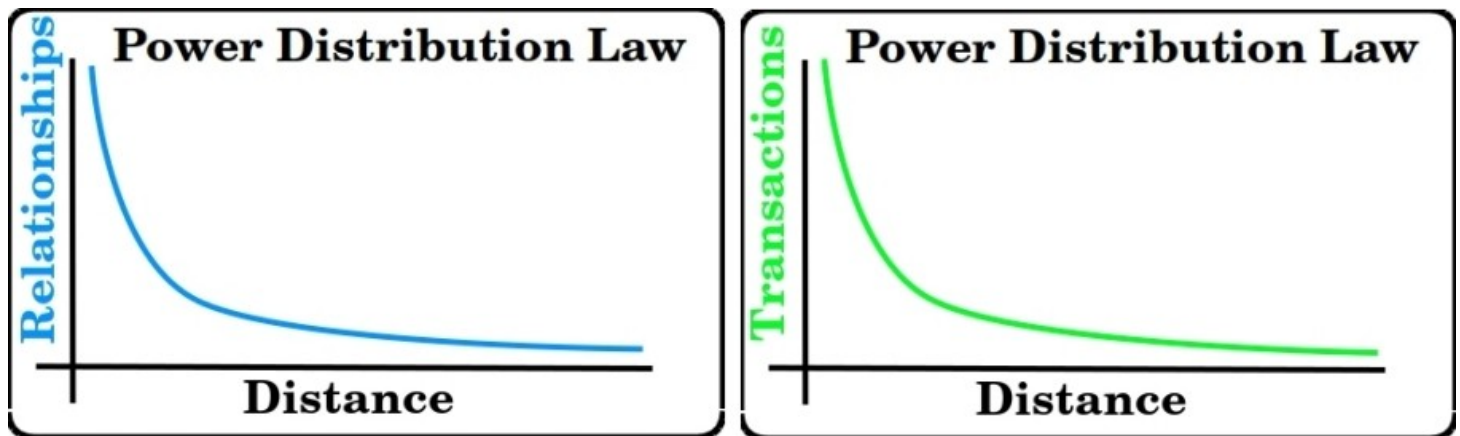 Power Distribution Law
Relationships
Distance
Power Distribution Law
Transactions
Distance